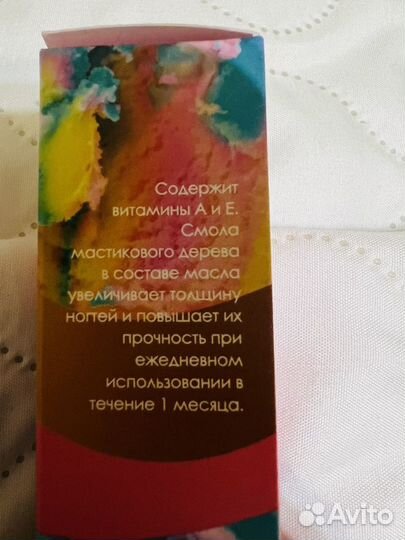 Содержит
витамины А и Е.
Смола
мастикового дерева
в составе масла
увеличивает толщину
ногтей и повышает их
прочность при
ежедневном
использовании в
течение 1 месяца.
Avito